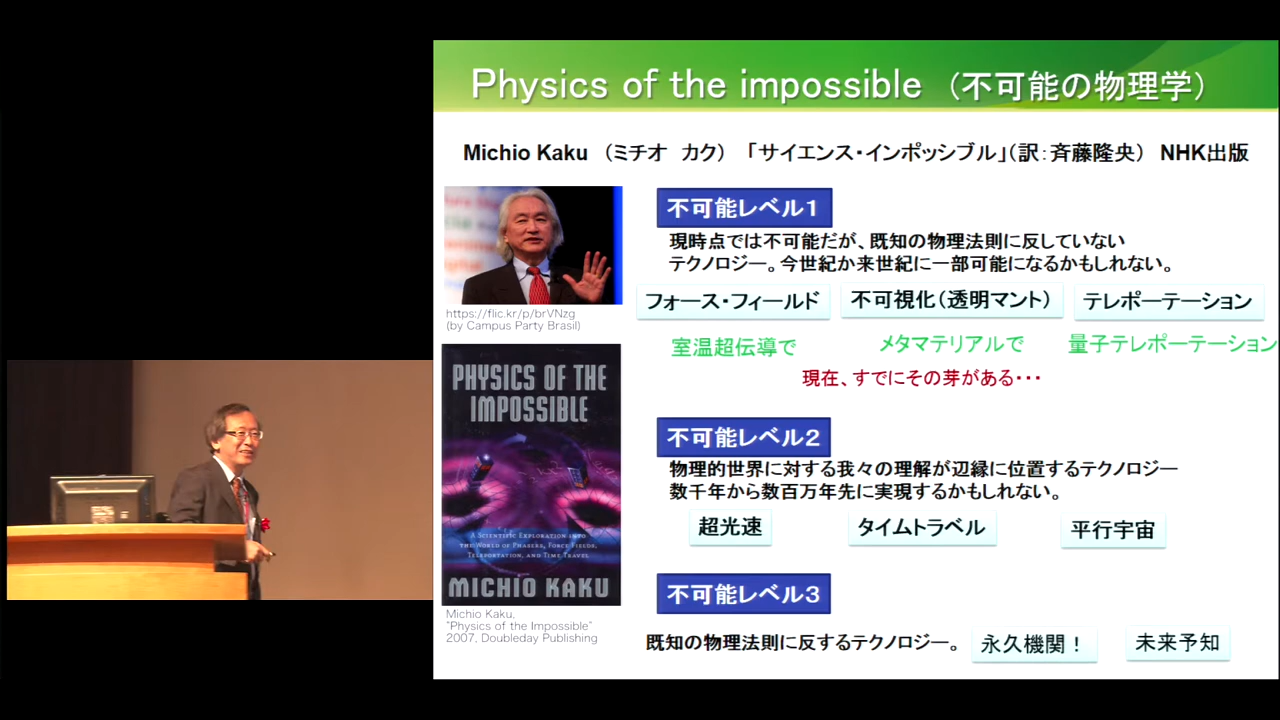 Physics of the impossible （不可能の物理学）
Michio Kaku （ミチオ カク） 「サイエンス・インポッシブル」（訳：斉藤隆央） NHK出版
https://flic.kr/p/brVNzg
(by Campus Party Brasil)
PHYSICS OF THE
IMPOSSIBLE
A SCIENTIFIC EXPLORATION INTO
THE WORLD OF PHASERS, FORCE FIELDS,
TELEPORTATION, AND TIME TRAVEL
MICHIO KAKU
Michio Kaku,
"Physics of the Impossible"
2007, Doubleday Publishing
不可能レベル１
現時点では不可能だが、既知の物理法則に反していない
テクノロジー。今世紀か来世紀に一部可能になるかもしれない。
フォース・フィールド 不可視化（透明マント） テレポーテーション
室温超伝導で メタマテリアルで 量子テレポーテーション
現在、すでにその芽がある・・・
不可能レベル２
物理的世界に対する我々の理解が辺縁に位置するテクノロジー
数千年から数百万年先に実現するかもしれない。
超光速 タイムトラベル 平行宇宙
不可能レベル３
既知の物理法則に反するテクノロジー。 永久機関！ 未来予知